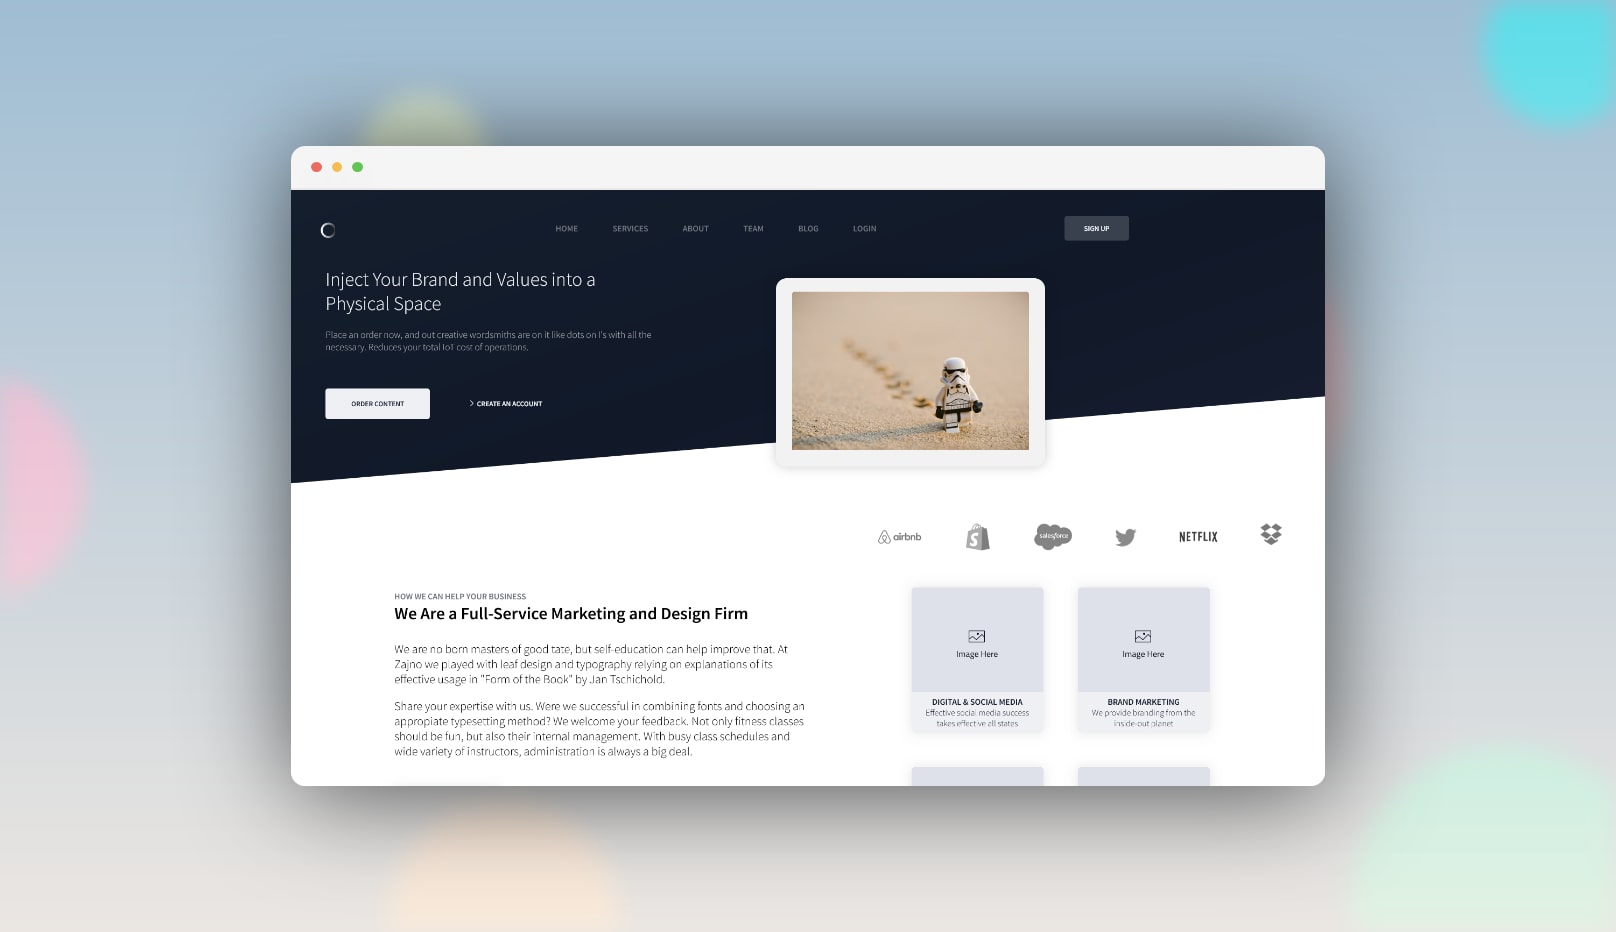 HOME SERVICES ABOUT TEAM BLOG LOGIN SIGN UP
Inject Your Brand and Values into a
Physical Space
Place an order now, and out creative wordsmiths are on it like dots on I's with all the
necessary. Reduces your total IoT cost of operations.
ORDER CONTENT
CREATE AN ACCOUNT
airbnb
S
salesforce
NETFLIX
HOW WE CAN HELP YOUR BUSINESS
We Are a Full-Service Marketing and Design Firm
We are no born masters of good tate, but self-education can help improve that. At
Zajno we played with leaf design and typography relying on explanations of its
effective usage in "Form of the Book" by Jan Tschichold.
Share your expertise with us. Were we successful in combining fonts and choosing an
appropiate typesetting method? We welcome your feedback. Not only fitness classes
should be fun, but also their internal management. With busy class schedules and
wide variety of instructors, administration is always a big deal.
Image Here
DIGITAL & SOCIAL MEDIA
Effective social media success
takes effective all states
Image Here
BRAND MARKETING
We provide branding from the
inside-out planet